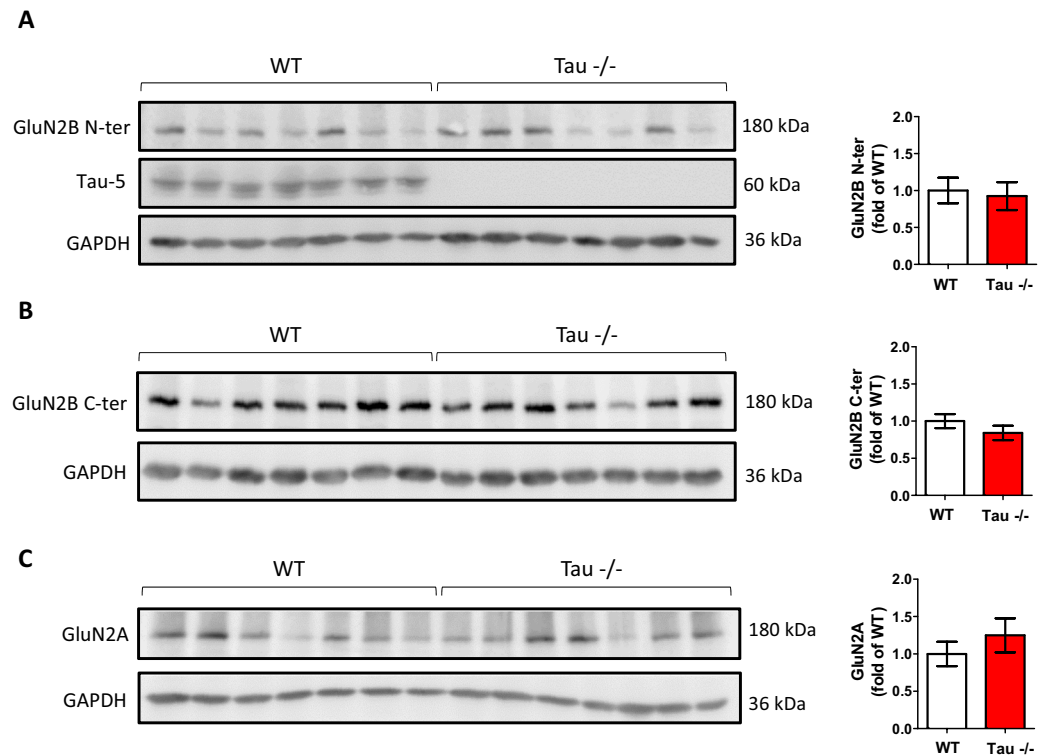 A
WT Tau -/-
GluN2B N-ter 180 kDa
Tau-5 60 kDa
GAPDH 36 kDa
GluN2B N-ter
(fold of WT)
2.0
1.5
1.0
0.5
0.0
WT Tau -/-
B
WT Tau -/-
GluN2B C-ter 180 kDa
GAPDH 36 kDa
GluN2B C-ter
(fold of WT)
2.0
1.5
1.0
0.5
0.0
WT Tau -/-
C
WT Tau -/-
GluN2A 180 kDa
GAPDH 36 kDa
GluN2A
(fold of WT)
2.0
1.5
1.0
0.5
0.0
WT Tau -/-